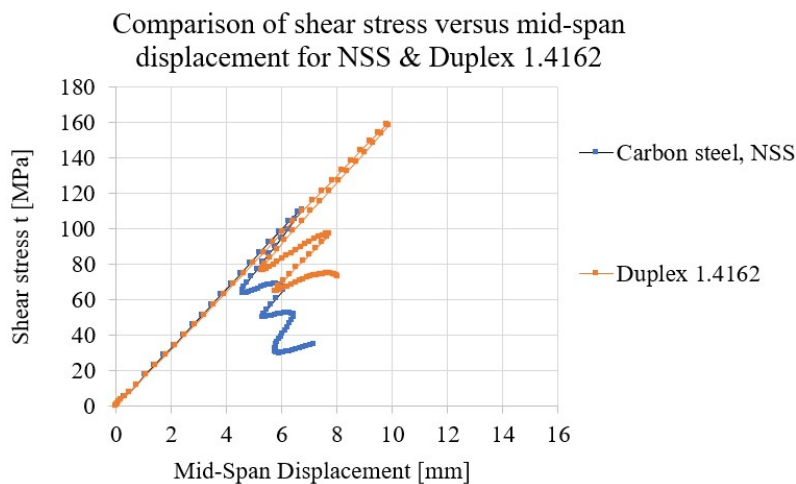 Comparison of shear stress versus mid-span
displacement for NSS & Duplex 1.4162
180
160
140
120
100
80
60
40
20
0
Shear stress t [MPa]
0 2 4 6 8 10 12 14 16
Mid-Span Displacement [mm]
Carbon steel, NSS
Duplex 1.4162